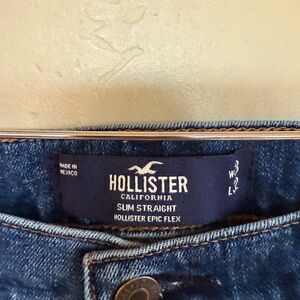 MADE IN
MEXICO
HOLLISTER
CALIFORNIA
SLIM STRAIGHT
HOLLISTER EPIC FLEX
W
L